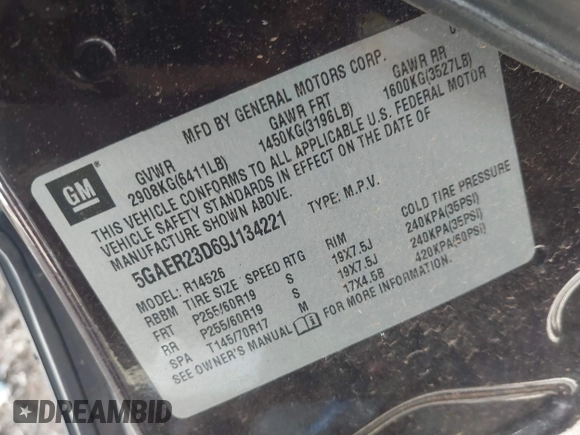 MFD BY GENERAL MOTORS CORP.
GM
GVWR GAWR FRT GAWR RR
2908KG(6411LB) 1450KG(3196LB) 1600KG(3527LB)
THIS VEHICLE CONFORMS TO ALL APPLICABLE U.S. FEDERAL MOTOR
VEHICLE SAFETY STANDARDS IN EFFECT ON THE DATE OF
MANUFACTURE SHOWN ABOVE.
5GAER23D69J134221 TYPE: M.P.V.
MODEL: R14526
RBBM TIRE SIZE SPEED RTG RIM COLD TIRE PRESSURE
FRT P255/60R19 S 19X7.5J 240KPA(35PSI)
RR P255/60R19 S 19X7.5J 240KPA(35PSI)
SPA T145/70R17 M 17X4.5B 420KPA(60PSI)
SEE OWNER'S MANUAL FOR MORE INFORMATION.
DREAMBID